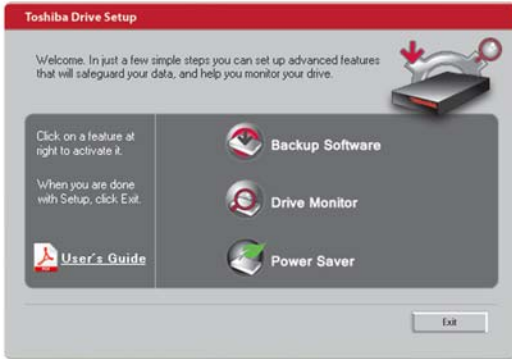 Toshiba Drive Setup
Welcome. In just a few simple steps you can set up advanced features
that will safeguard your data, and help you monitor your drive.
Click on a feature at
right to activate it.
When you are done
with Setup, click Exit.
User's Guide
Backup Software
Drive Monitor
Power Saver
Exit